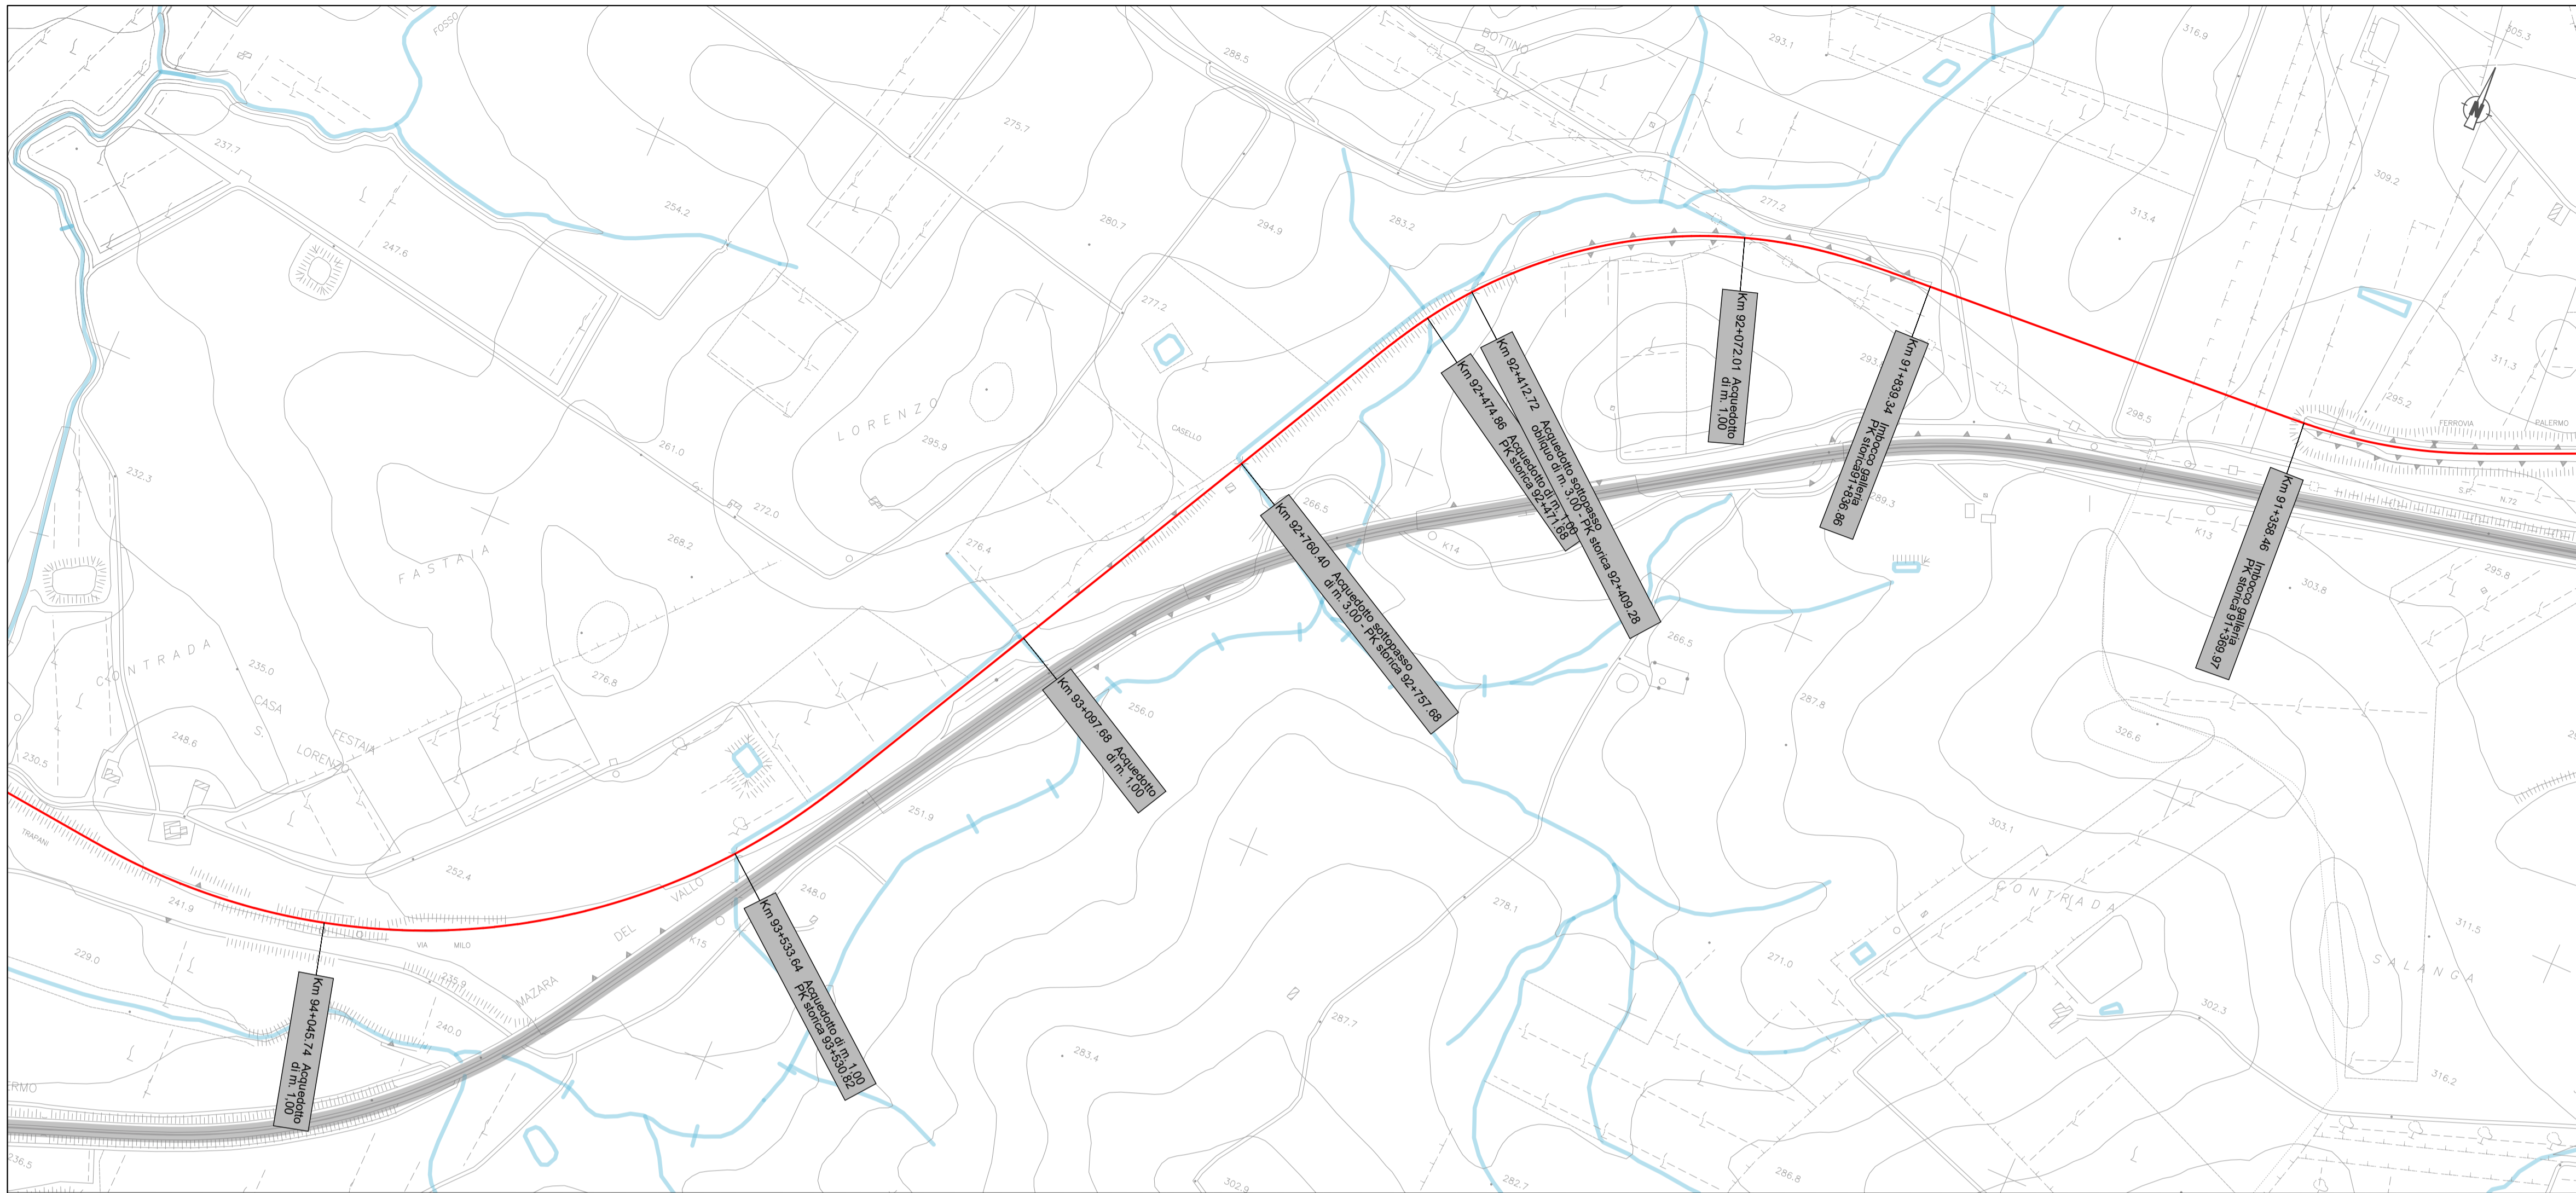 FOSSO
BOTTINO
288.5
293.1
316.9
305.3
237.7
275.7
254.2
247.6
280.7
294.9
283.2
277.2
313.4
309.2
277.2
LORENZO
295.9
261.0
S.
272.0
CASELLO
276.4
266.5
K14
FASTAIA
268.2
232.3
CONTRADA
235.0
CASA
S.
LORENZO
FESTAIA
248.6
230.5
276.8
TRAPANI
252.4
241.9
229.0
VIA MILO
235.9
240.0
MAZARA
DEL
VALLO
K15
251.9
248.0
256.0
236.5
ERMO
Km 94+045.74 Acquedotto
di m. 1,00
Km 93+533.64 Acquedotto di m. 1,00
PK storica 93+530.82
Km 93+097.68 Acquedotto
di m. 1,00
Km 92+760.40 Acquedotto sottopasso
di m. 3,00 - PK storica 92+757.68
Km 92+474.86 Acquedotto di m. 1,00
PK storica 92+471.68
Km 92+412.72 Acquedotto sottopasso
obliquo di m. 3,00 - PK storica 92+409.28
Km 92+072.01 Acquedotto
di m. 1,00
Km 91+839.34 Imbocco galleria
PK storica91+836.86
Km 91+358.46 Imbocco galleria
PK storica 91+369.97
N
289.3
298.5
295.2
311.3
FERROVIA
PALERMO
S.P.
N.72
K13
303.8
295.8
266.5
287.8
326.6
303.1
CONTRADA
SALANGA
311.5
302.3
316.2
278.1
271.0
287.7
283.4
302.9
282.7
286.8